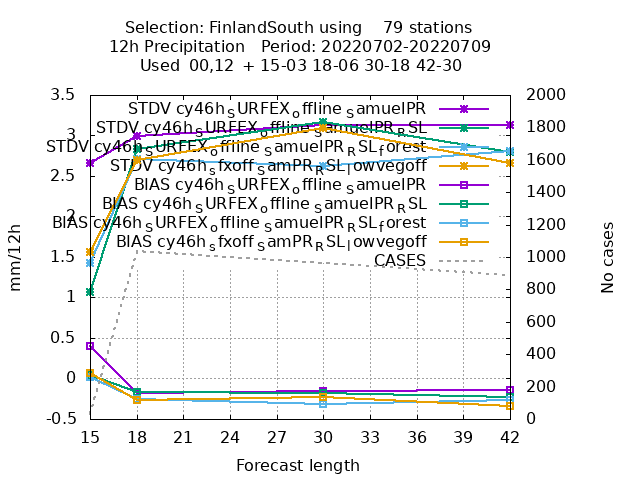 Selection: FinlandSouth using    79 stations
12h Precipitation   Period: 20220702-20220709
Used  00,12  + 15-03 18-06 30-18 42-30
3.5
3
2.5
2
1.5
1
0.5
0
-0.5
mm/12h
2000
1800
1600
1400
1200
1000
800
600
400
200
0
No cases
STDV cy46h_SURFEX_offline_samuelPR
STDV cy46h_SURFEX_offline_samuelPR_RSL
STDV cy46h_SURFEX_offline_samuelPR_RSL_forest
STDV cy46h_sfxoff_SamPR_RSL_lowvegoff
BIAS cy46h_SURFEX_offline_samuelPR
BIAS cy46h_SURFEX_offline_samuelPR_RSL
BIAS cy46h_SURFEX_offline_samuelPR_RSL_forest
BIAS cy46h_sfxoff_SamPR_RSL_lowvegoff
CASES
15 18 21 24 27 30 33 36 39 42
Forecast length